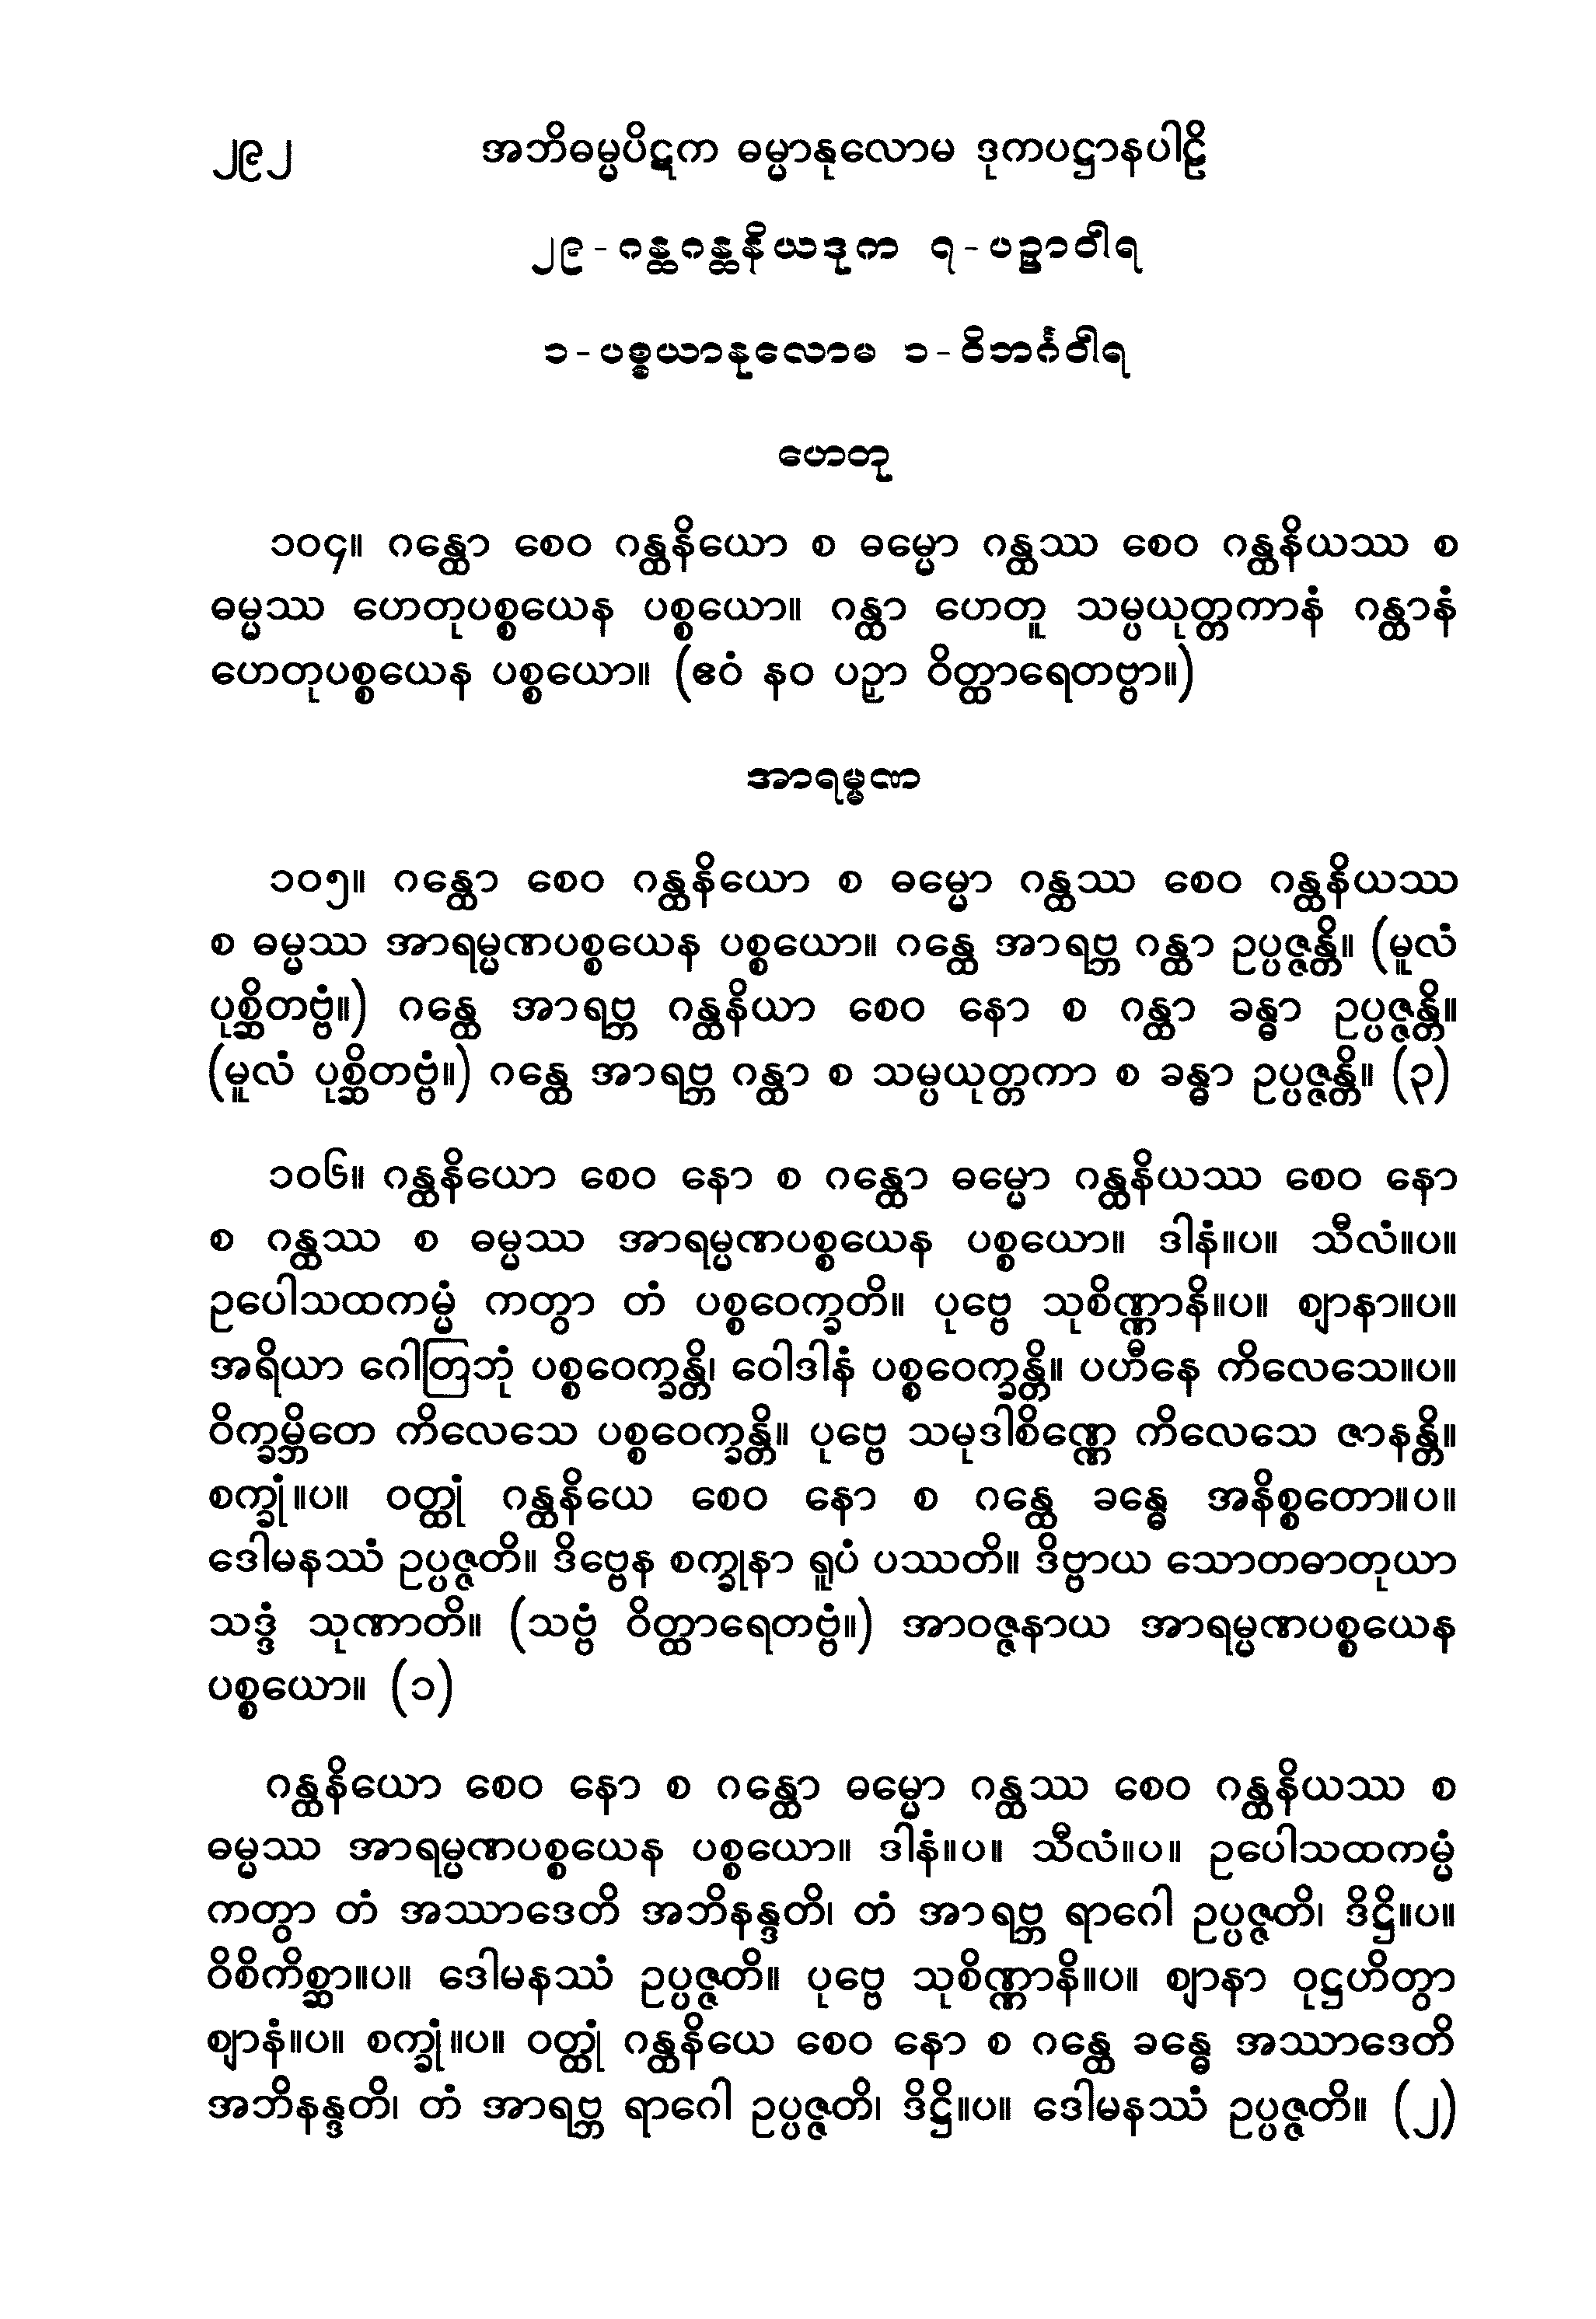 ၂၉၂ အဘိဓမ္မပိဋက ဓမ္မာနုလောမ ဒုကပဋ္ဌာနပါဠိ
၂၉-ဂန္ထဂန္ထနိယဒုက ၇-ပဉှာဝါရ
၁-ပစ္စယာနုလောမ ၁-ဝိဘင်္ဂဝါရ
ဟေတု
၁၀၄။ ဂန္ထော စေဝ ဂန္ထနိယော စ ဓမ္မော ဂန္ထဿ စေဝ ဂန္ထနိယဿ စ
ဓမ္မဿ ဟေတုပစ္စယေန ပစ္စယော။ ဂန္ထာ ဟေတူ သမ္ပယုတ္တကာနံ ဂန္ထာနံ
ဟေတုပစ္စယေန ပစ္စယော။ (ဧဝံ နဝ ပဉှာ ဝိတ္ထာရေတဗ္ဗာ။)
အာရမ္မဏ
၁၀၅။ ဂန္ထော စေဝ ဂန္ထနိယော စ ဓမ္မော ဂန္ထဿ စေဝ ဂန္ထနိယဿ
စ ဓမ္မဿ အာရမ္မဏပစ္စယေန ပစ္စယော။ ဂန္ထေ အာရဗ္ဘ ဂန္ထာ ဥပ္ပဇ္ဇန္တိ။ (မူလံ
ပုစ္ဆိတဗ္ဗံ။) ဂန္ထေ အာရဗ္ဘ ဂန္ထနိယာ စေဝ နော စ ဂန္ထာ ခန္ဓာ ဥပ္ပဇ္ဇန္တိ။
(မူလံ ပုစ္ဆိတဗ္ဗံ။) ဂန္ထေ အာရဗ္ဘ ဂန္ထာ စ သမ္ပယုတ္တကာ စ ခန္ဓာ ဥပ္ပဇ္ဇန္တိ။ (၃)
၁၀၆။ ဂန္ထနိယော စေဝ နော စ ဂန္ထော ဓမ္မော ဂန္ထနိယဿ စေဝ နော
စ ဂန္ထဿ စ ဓမ္မဿ အာရမ္မဏပစ္စယေန ပစ္စယော။ ဒါနံ။ပ။ သီလံ။ပ။
ဥပေါသထကမ္မံ ကတွာ တံ ပစ္စဝေက္ခတိ။ ပုဗ္ဗေ သုစိဏ္ဏာနိ။ပ။ ဈာနာ။ပ။
အရိယာ ဂေါတြဘုံ ပစ္စဝေက္ခန္တိ၊ ဝေါဒါနံ ပစ္စဝေက္ခန္တိ။ ပဟီနေ ကိလေသေ။ပ။
ဝိက္ခမ္ဘိတေ ကိလေသေ ပစ္စဝေက္ခန္တိ။ ပုဗ္ဗေ သမုဒါစိဏ္ဏေ ကိလေသေ ဇာနန္တိ။
စက္ခုံ။ပ။ ဝတ္ထုံ ဂန္ထနိယေ စေဝ နော စ ဂန္ထေ ခန္ဓေ အနိစ္စတော။ပ။
ဒေါမနဿံ ဥပ္ပဇ္ဇတိ။ ဒိဗ္ဗေန စက္ခုနာ ရူပံ ပဿတိ။ ဒိဗ္ဗာယ သောတဓာတုယာ
သဒ္ဒံ သုဏာတိ။ (သဗ္ဗံ ဝိတ္ထာရေတဗ္ဗံ။) အာဝဇ္ဇနာယ အာရမ္မဏပစ္စယေန
ပစ္စယော။ (၁)
ဂန္ထနိယော စေဝ နော စ ဂန္ထော ဓမ္မော ဂန္ထဿ စေဝ ဂန္ထနိယဿ စ
ဓမ္မဿ အာရမ္မဏပစ္စယေန ပစ္စယော။ ဒါနံ။ပ။ သီလံ။ပ။ ဥပေါသထကမ္မံ
ကတွာ တံ အဿာဒေတိ အဘိနန္ဒတိ၊ တံ အာရဗ္ဘ ရာဂေါ ဥပ္ပဇ္ဇတိ၊ ဒိဋ္ဌိ။ပ။
ဝိစိကိစ္ဆာ။ပ။ ဒေါမနဿံ ဥပ္ပဇ္ဇတိ။ ပုဗ္ဗေ သုစိဏ္ဏာနိ။ပ။ ဈာနာ ဝုဋ္ဌဟိတွာ
ဈာနံ။ပ။ စက္ခုံ။ပ။ ဝတ္ထုံ ဂန္ထနိယေ စေဝ နော စ ဂန္ထေ ခန္ဓေ အဿာဒေတိ
အဘိနန္ဒတိ၊ တံ အာရဗ္ဘ ရာဂေါ ဥပ္ပဇ္ဇတိ၊ ဒိဋ္ဌိ။ပ။ ဒေါမနဿံ ဥပ္ပဇ္ဇတိ။ (၂)